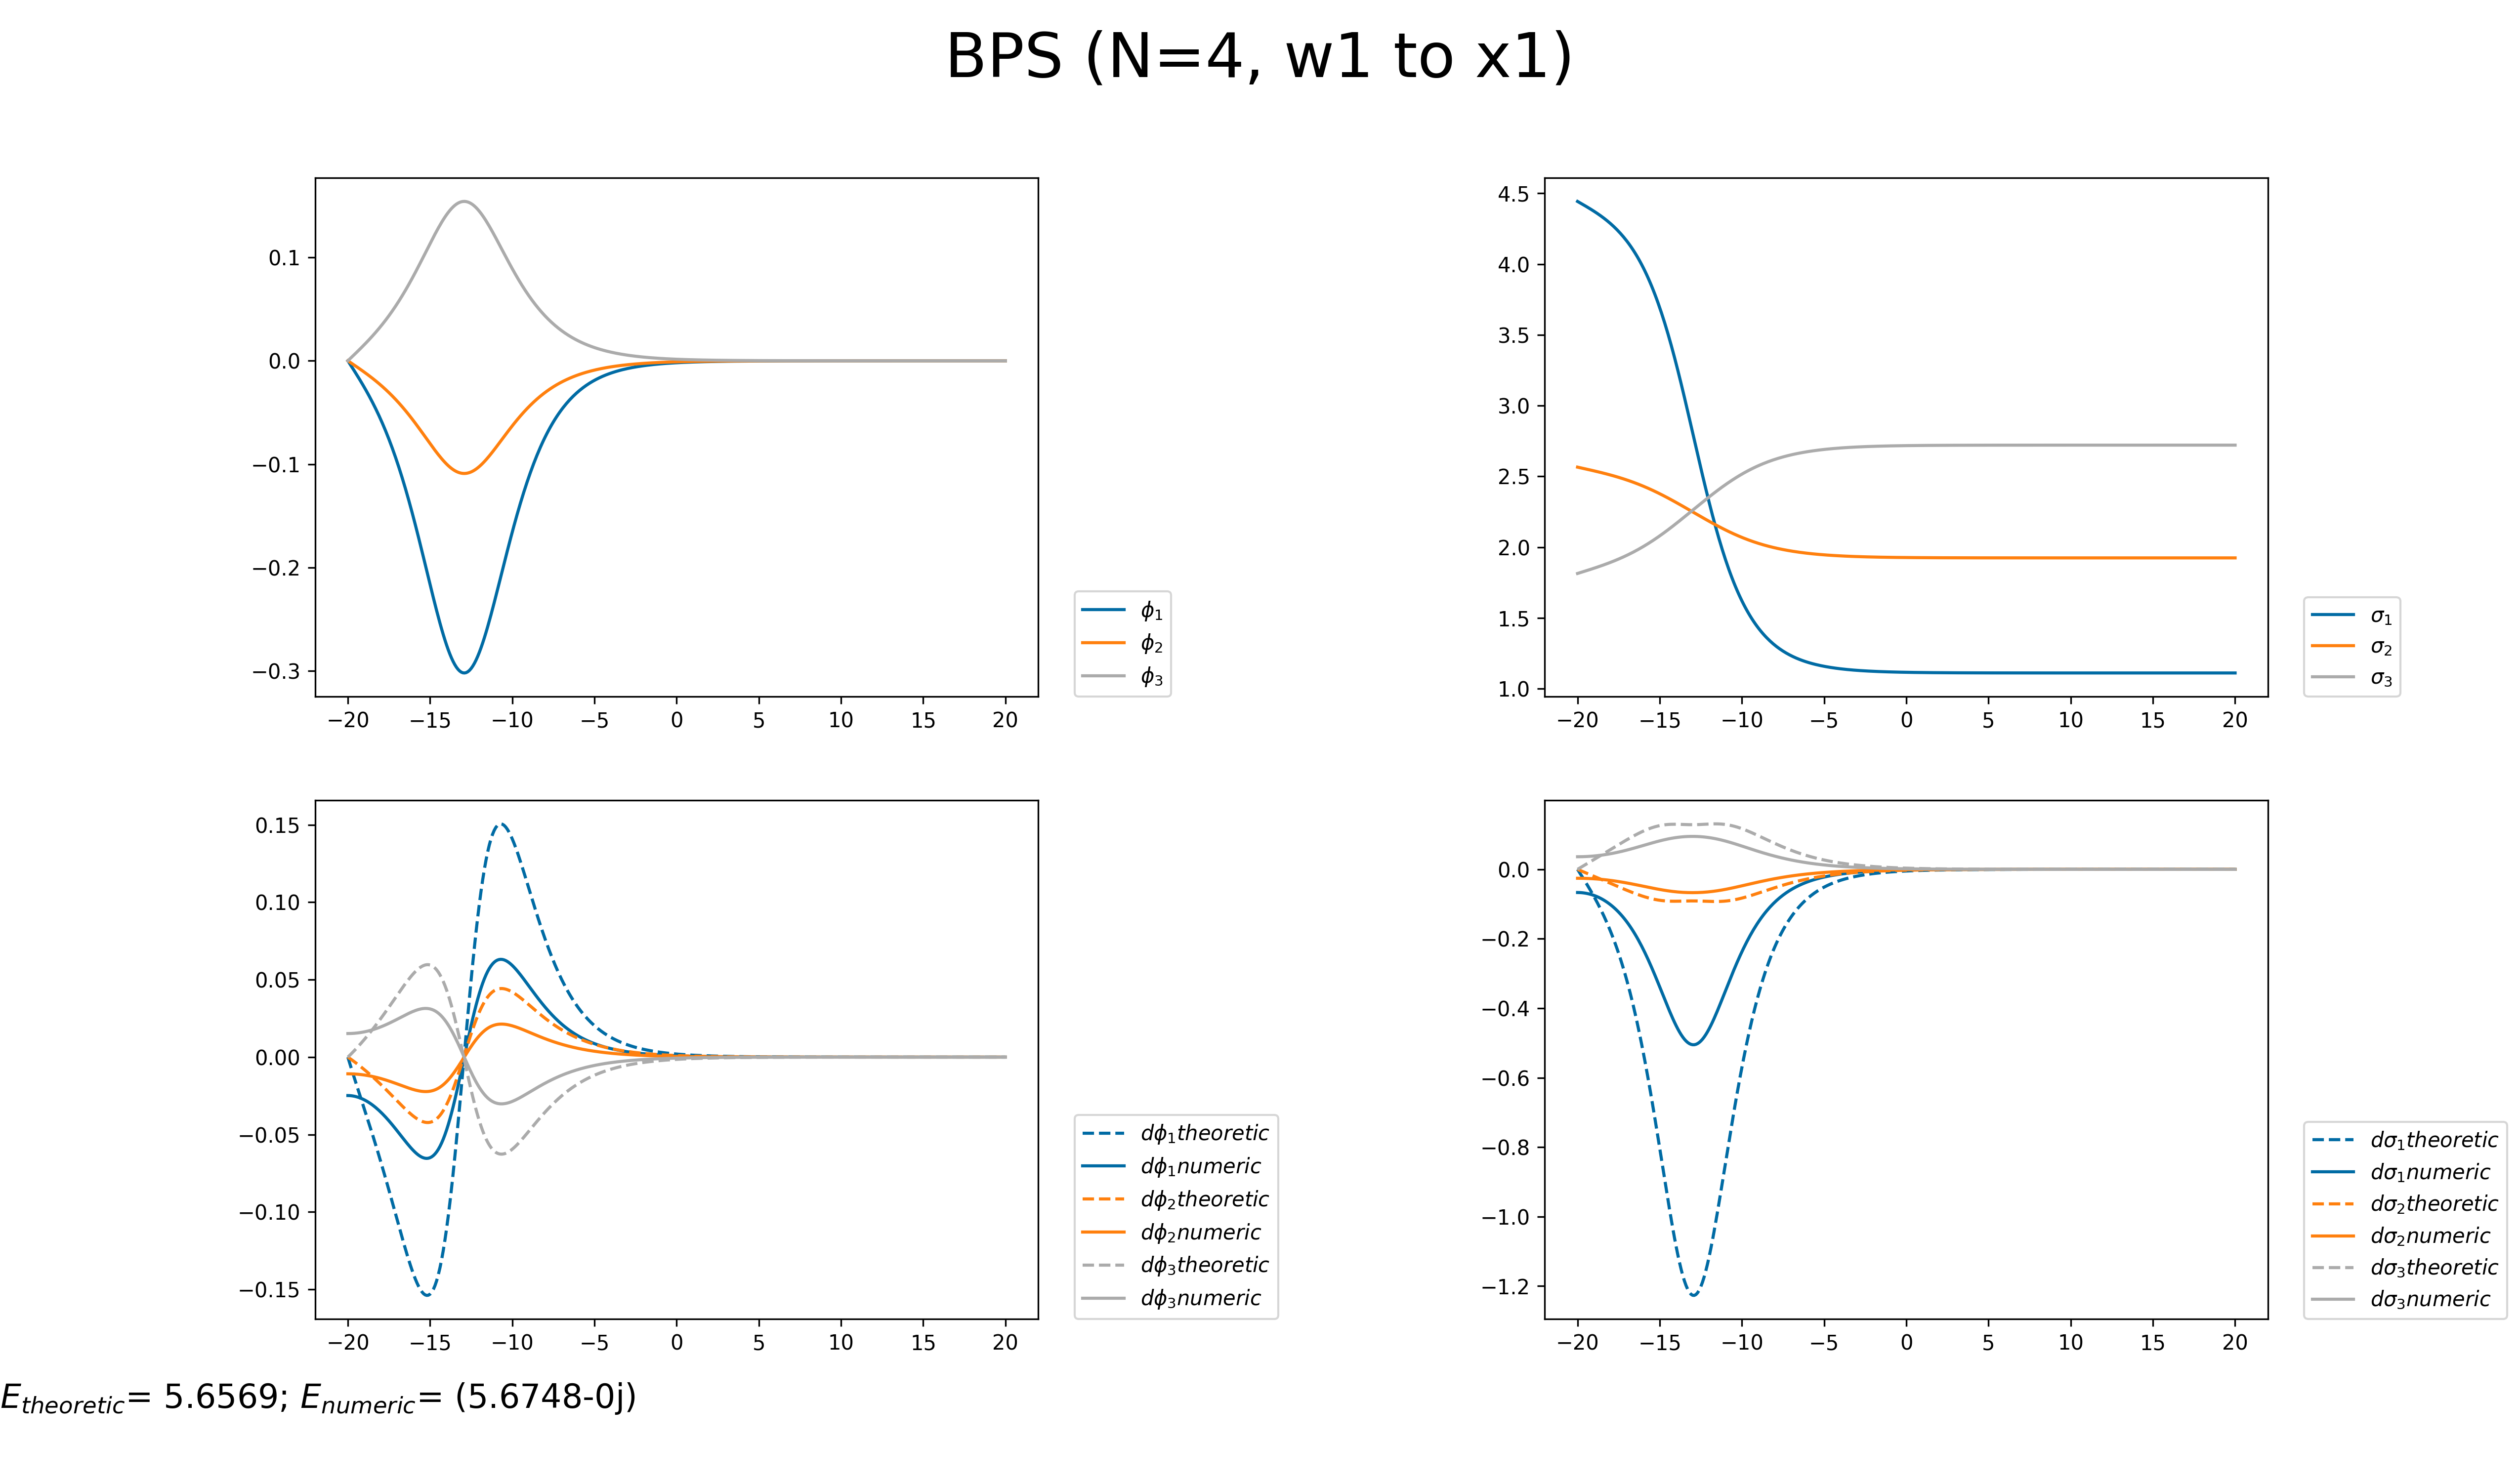 BPS (N=4, w1 to x1)
0.1
0.0
−0.1
−0.2
−0.3
−20 −15 −10 −5 0 5 10 15 20
ϕ₁
ϕ₂
ϕ₃
4.5
4.0
3.5
3.0
2.5
2.0
1.5
1.0
−20 −15 −10 −5 0 5 10 15 20
σ₁
σ₂
σ₃
0.15
0.10
0.05
0.00
−0.05
−0.10
−0.15
−20 −15 −10 −5 0 5 10 15 20
dϕ₁theoretic
dϕ₁numeric
dϕ₂theoretic
dϕ₂numeric
dϕ₃theoretic
dϕ₃numeric
0.0
−0.2
−0.4
−0.6
−0.8
−1.0
−1.2
−20 −15 −10 −5 0 5 10 15 20
dσ₁theoretic
dσ₁numeric
dσ₂theoretic
dσ₂numeric
dσ₃theoretic
dσ₃numeric
E_theoretic= 5.6569; E_numeric= (5.6748-0j)